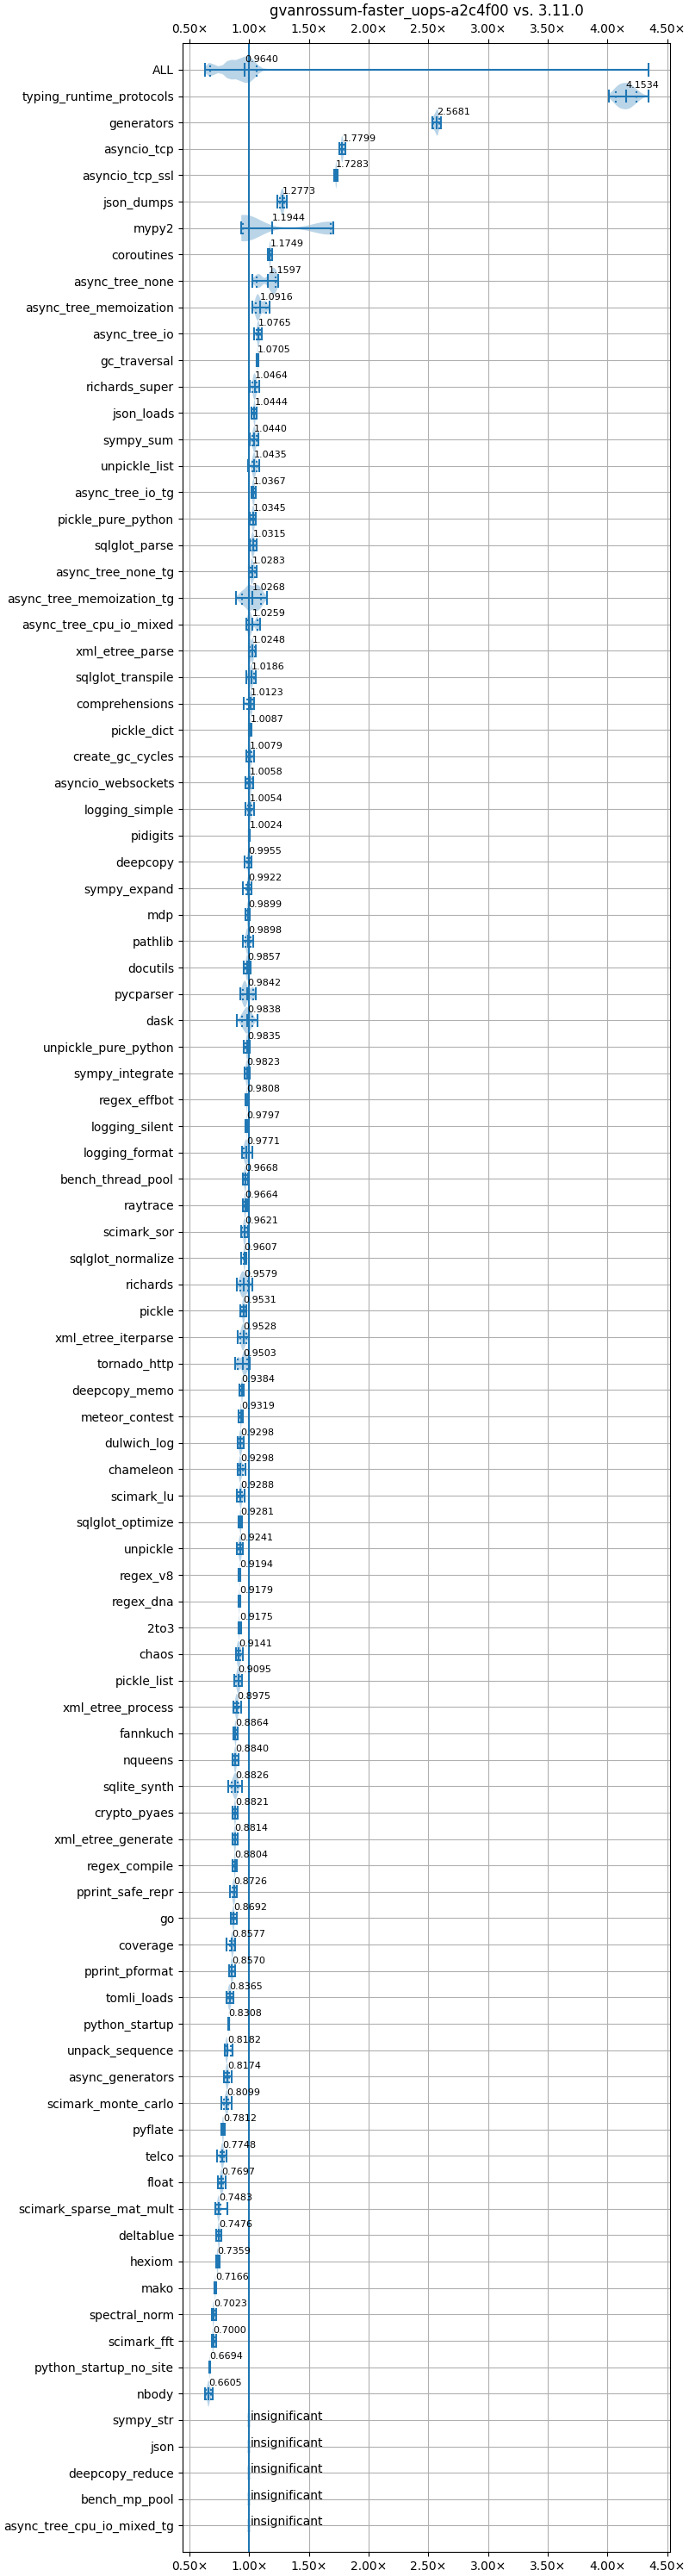 gvanrossum-faster_uops-a2c4f00 vs. 3.11.0
0.50× 1.00× 1.50× 2.00× 2.50× 3.00× 3.50× 4.00× 4.50×
ALL 0.9640
typing_runtime_protocols 4.1534
generators 2.5681
asyncio_tcp 1.7799
asyncio_tcp_ssl 1.7283
json_dumps 1.2773
mypy2 1.1944
coroutines 1.1749
async_tree_none 1.1597
async_tree_memoization 1.0916
async_tree_io 1.0765
gc_traversal 1.0705
richards_super 1.0464
json_loads 1.0444
sympy_sum 1.0440
unpickle_list 1.0435
async_tree_io_tg 1.0367
pickle_pure_python 1.0345
sqlglot_parse 1.0315
async_tree_none_tg 1.0283
async_tree_memoization_tg 1.0268
async_tree_cpu_io_mixed 1.0259
xml_etree_parse 1.0248
sqlglot_transpile 1.0186
comprehensions 1.0123
pickle_dict 1.0087
create_gc_cycles 1.0079
asyncio_websockets 1.0058
logging_simple 1.0054
pidigits 1.0024
deepcopy 0.9955
sympy_expand 0.9922
mdp 0.9899
pathlib 0.9898
docutils 0.9857
pycparser 0.9842
dask 0.9838
unpickle_pure_python 0.9835
sympy_integrate 0.9823
regex_effbot 0.9808
logging_silent 0.9797
logging_format 0.9771
bench_thread_pool 0.9668
raytrace 0.9664
scimark_sor 0.9621
sqlglot_normalize 0.9607
richards 0.9579
pickle 0.9531
xml_etree_iterparse 0.9528
tornado_http 0.9503
deepcopy_memo 0.9384
meteor_contest 0.9319
dulwich_log 0.9298
chameleon 0.9298
scimark_lu 0.9288
sqlglot_optimize 0.9281
unpickle 0.9241
regex_v8 0.9194
regex_dna 0.9179
2to3 0.9175
chaos 0.9141
pickle_list 0.9095
xml_etree_process 0.8975
fannkuch 0.8864
nqueens 0.8840
sqlite_synth 0.8826
crypto_pyaes 0.8821
xml_etree_generate 0.8814
regex_compile 0.8804
pprint_safe_repr 0.8726
go 0.8692
coverage 0.8577
pprint_pformat 0.8570
tomli_loads 0.8365
python_startup 0.8308
unpack_sequence 0.8182
async_generators 0.8174
scimark_monte_carlo 0.8099
pyflate 0.7812
telco 0.7748
float 0.7697
scimark_sparse_mat_mult 0.7483
deltablue 0.7476
hexiom 0.7359
mako 0.7166
spectral_norm 0.7023
scimark_fft 0.7000
python_startup_no_site 0.6694
nbody 0.6605
sympy_str insignificant
json insignificant
deepcopy_reduce insignificant
bench_mp_pool insignificant
async_tree_cpu_io_mixed_tg insignificant
0.50× 1.00× 1.50× 2.00× 2.50× 3.00× 3.50× 4.00× 4.50×